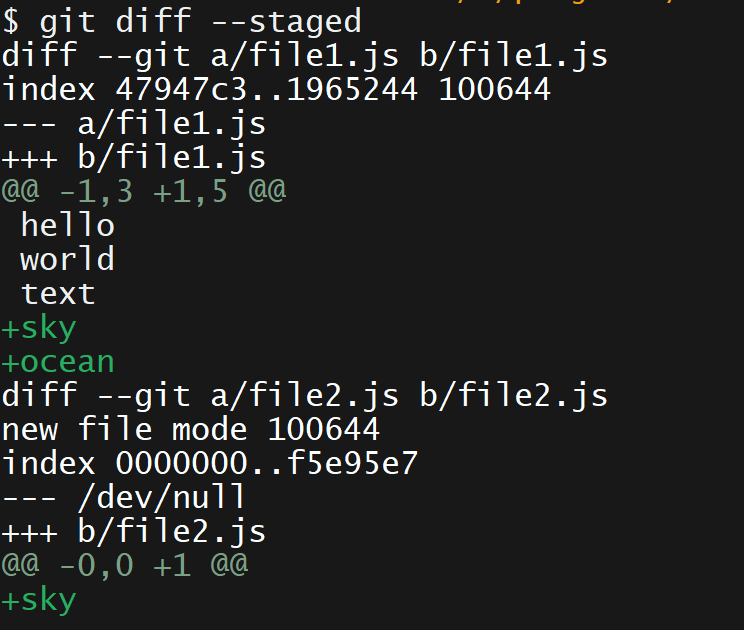 $ git diff --staged
diff --git a/file1.js b/file1.js
index 47947c3..1965244 100644
--- a/file1.js
+++ b/file1.js
@@ -1,3 +1,5 @@
 hello
 world
 text
+sky
+ocean
diff --git a/file2.js b/file2.js
new file mode 100644
index 0000000..f5e95e7
--- /dev/null
+++ b/file2.js
@@ -0,0 +1 @@
+sky